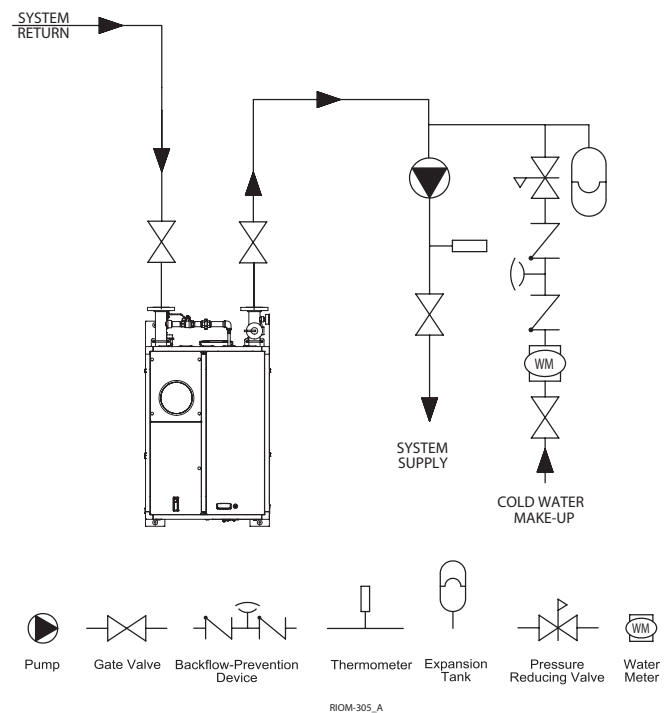 SYSTEM
RETURN
WM
SYSTEM
SUPPLY
COLD WATER
MAKE-UP
WM
Pump
Gate Valve
Backflow-Prevention
Device
Thermometer
Expansion
Tank
Pressure
Reducing Valve
Water
Meter
RIOM-305_A